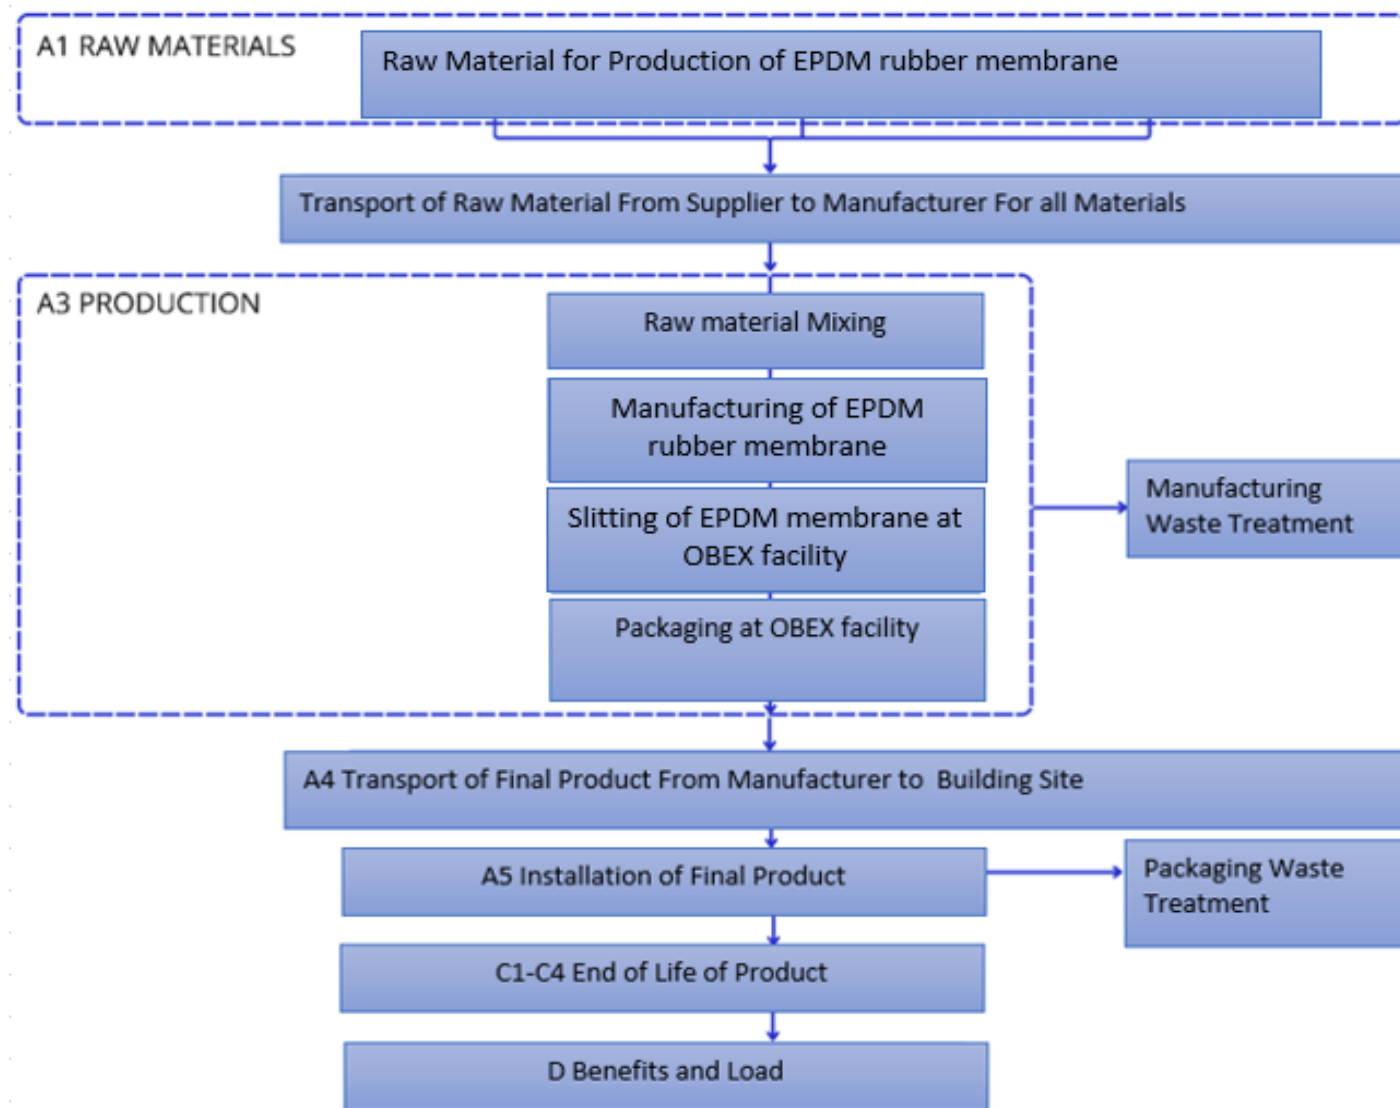 A1 RAW MATERIALS
Raw Material for Production of EPDM rubber membrane
Transport of Raw Material From Supplier to Manufacturer For all Materials
A3 PRODUCTION
Raw material Mixing
Manufacturing of EPDM
rubber membrane
Slitting of EPDM membrane at
OBEX facility
Packaging at OBEX facility
Manufacturing
Waste Treatment
A4 Transport of Final Product From Manufacturer to  Building Site
A5 Installation of Final Product
Packaging Waste
Treatment
C1-C4 End of Life of Product
D Benefits and Load